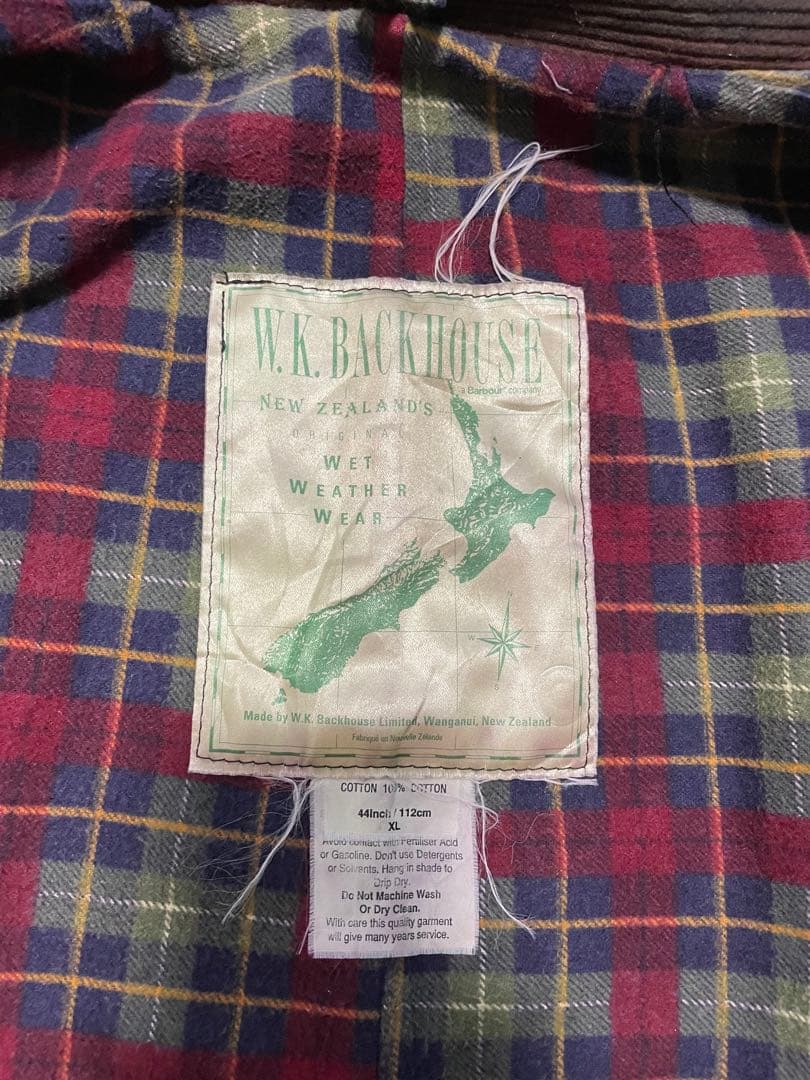 W.K. BACKHOUSE
a Barbour® company
NEW ZEALAND'S
ORIGINAL
WET
WEATHER
WEAR
N
W E
S
Made by W.K. Backhouse Limited, Wanganui, New Zealand
Fabriqué en Nouvelle Zélande
COTTON 100% COTTON
44inch / 112cm
XL
Avoid contact with Fertiliser Acid
or Gasoline. Don't use Detergents
or Solvents. Hang in shade to
Drip Dry.
Do Not Machine Wash
Or Dry Clean.
With care this quality garment
will give many years service.